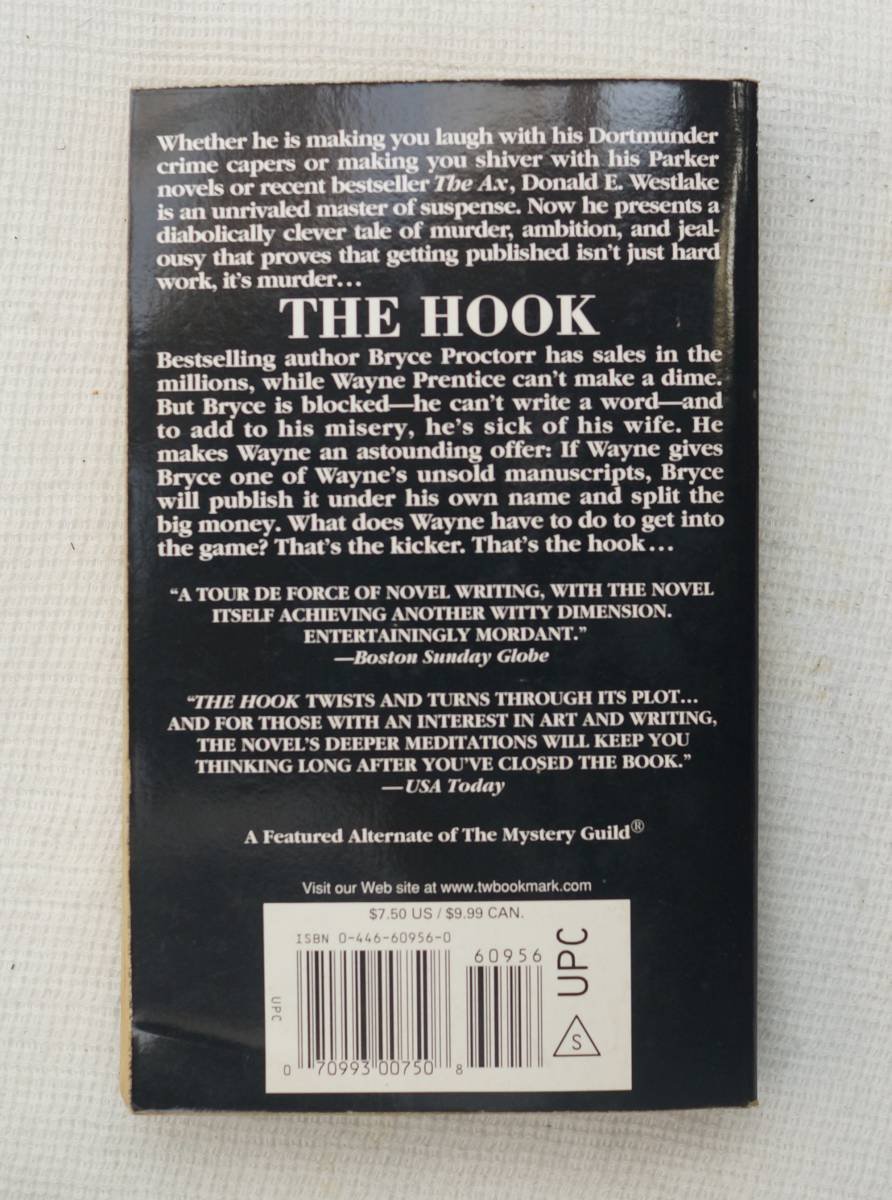 Whether he is making you laugh with his Dortmunder
crime capers or making you shiver with his Parker
novels or recent bestseller The Ax, Donald E. Westlake
is an unrivaled master of suspense. Now he presents a
diabolically clever tale of murder, ambition, and jeal-
ousy that proves that getting published isn't just hard
work, it's murder...
THE HOOK
Bestselling author Bryce Proctorr has sales in the
millions, while Wayne Prentice can't make a dime.
But Bryce is blocked—he can't write a word—and
to add to his misery, he's sick of his wife. He
makes Wayne an astounding offer: If Wayne gives
Bryce one of Wayne's unsold manuscripts, Bryce
will publish it under his own name and split the
big money. What does Wayne have to do to get into
the game? That's the kicker. That's the hook...
"A TOUR DE FORCE OF NOVEL WRITING, WITH THE NOVEL
ITSELF ACHIEVING ANOTHER WITTY DIMENSION.
ENTERTAININGLY MORDANT."
—Boston Sunday Globe
"THE HOOK TWISTS AND TURNS THROUGH ITS PLOT...
AND FOR THOSE WITH AN INTEREST IN ART AND WRITING,
THE NOVEL'S DEEPER MEDITATIONS WILL KEEP YOU
THINKING LONG AFTER YOU'VE CLOSED THE BOOK."
—USA Today
A Featured Alternate of The Mystery Guild®
Visit our Web site at www.twbookmark.com
$7.50 US / $9.99 CAN.
ISBN 0-446-60956-0
60956
UPC
UPC
S
0 70993 00750 8